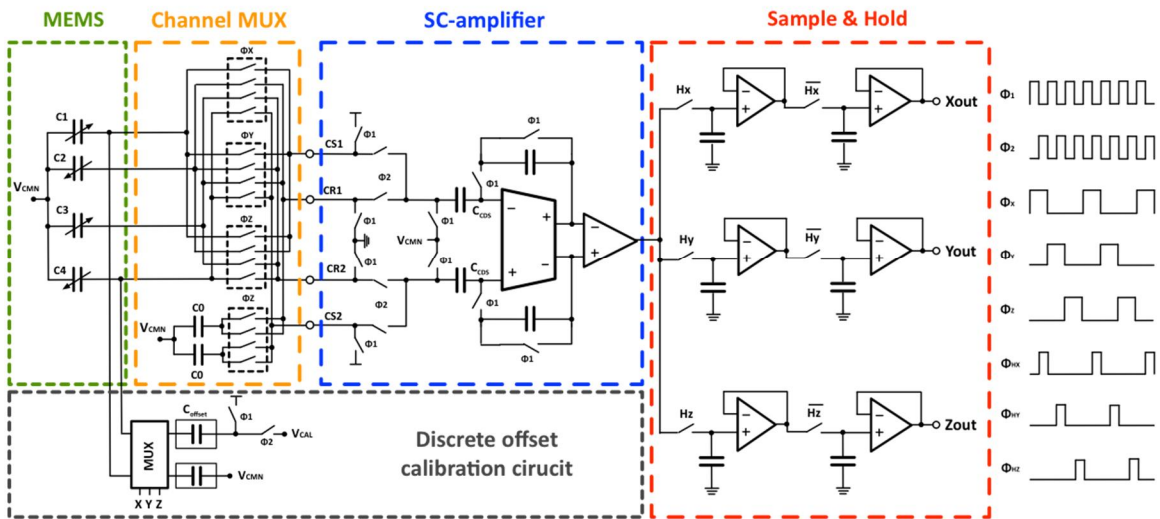 MEMS
Channel MUX
SC-amplifier
Sample & Hold
C1
C2
VCMN
C3
C4
ΦX
ΦY
ΦZ
ΦZ
VCMN
C0
C0
CS1
CR1
CR2
CS2
Φ1
Φ2
Φ2
Φ1
Φ1
VCMN
Φ1
Φ1
Φ2
Φ1
CCDS
CCDS
Φ1
Φ1
Φ1
Φ1
−
+
+
−
+
−
Hx
−
+
Hx
−
+
Xout
Hy
−
+
Hy
−
+
Yout
Hz
−
+
Hz
−
+
Zout
Φ1
Φ2
ΦX
ΦY
ΦZ
ΦHX
ΦHY
ΦHZ
MUX
X Y Z
Coffset
Φ1
Φ2
VCAL
VCMN
Discrete offset
calibration cirucit